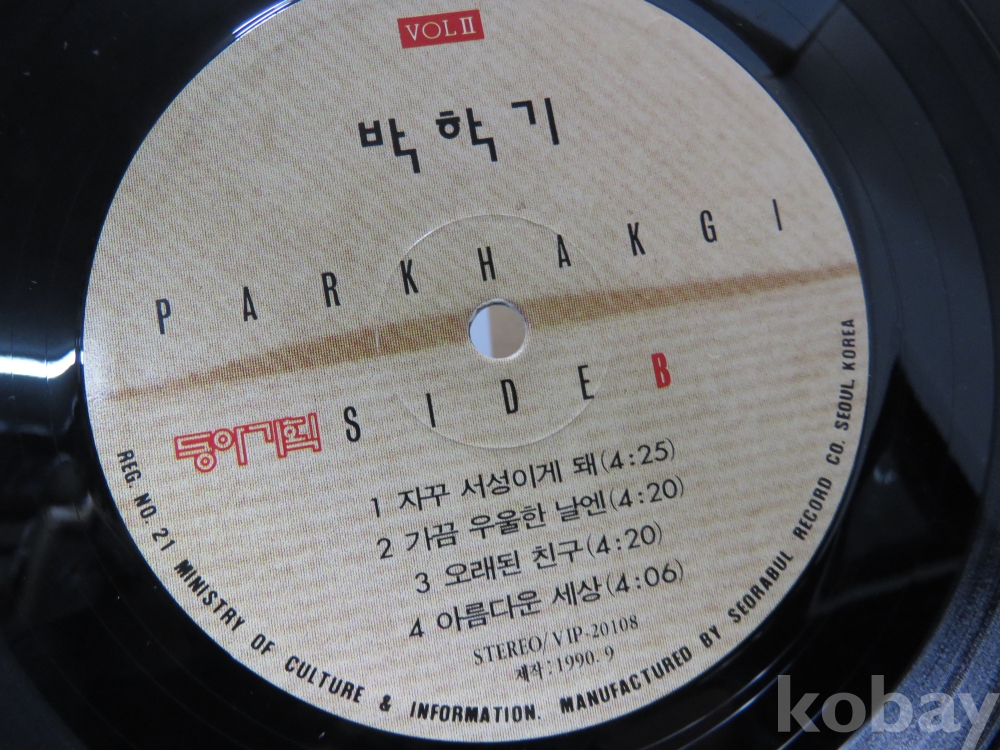 VOL II
박학기
PARKHAKGI
동아기획 SIDE B
1 자꾸 서성이게 돼(4:25)
2 가끔 우울한 날엔(4:20)
3 오래된 친구(4:20)
4 아름다운 세상(4:06)
STEREO/VIP-20108
제작:1990.9
REG. NO. 21 MINISTRY OF CULTURE & INFORMATION. MANUFACTURED BY SEORABUL RECORD CO. SEOUL KOREA
kobay